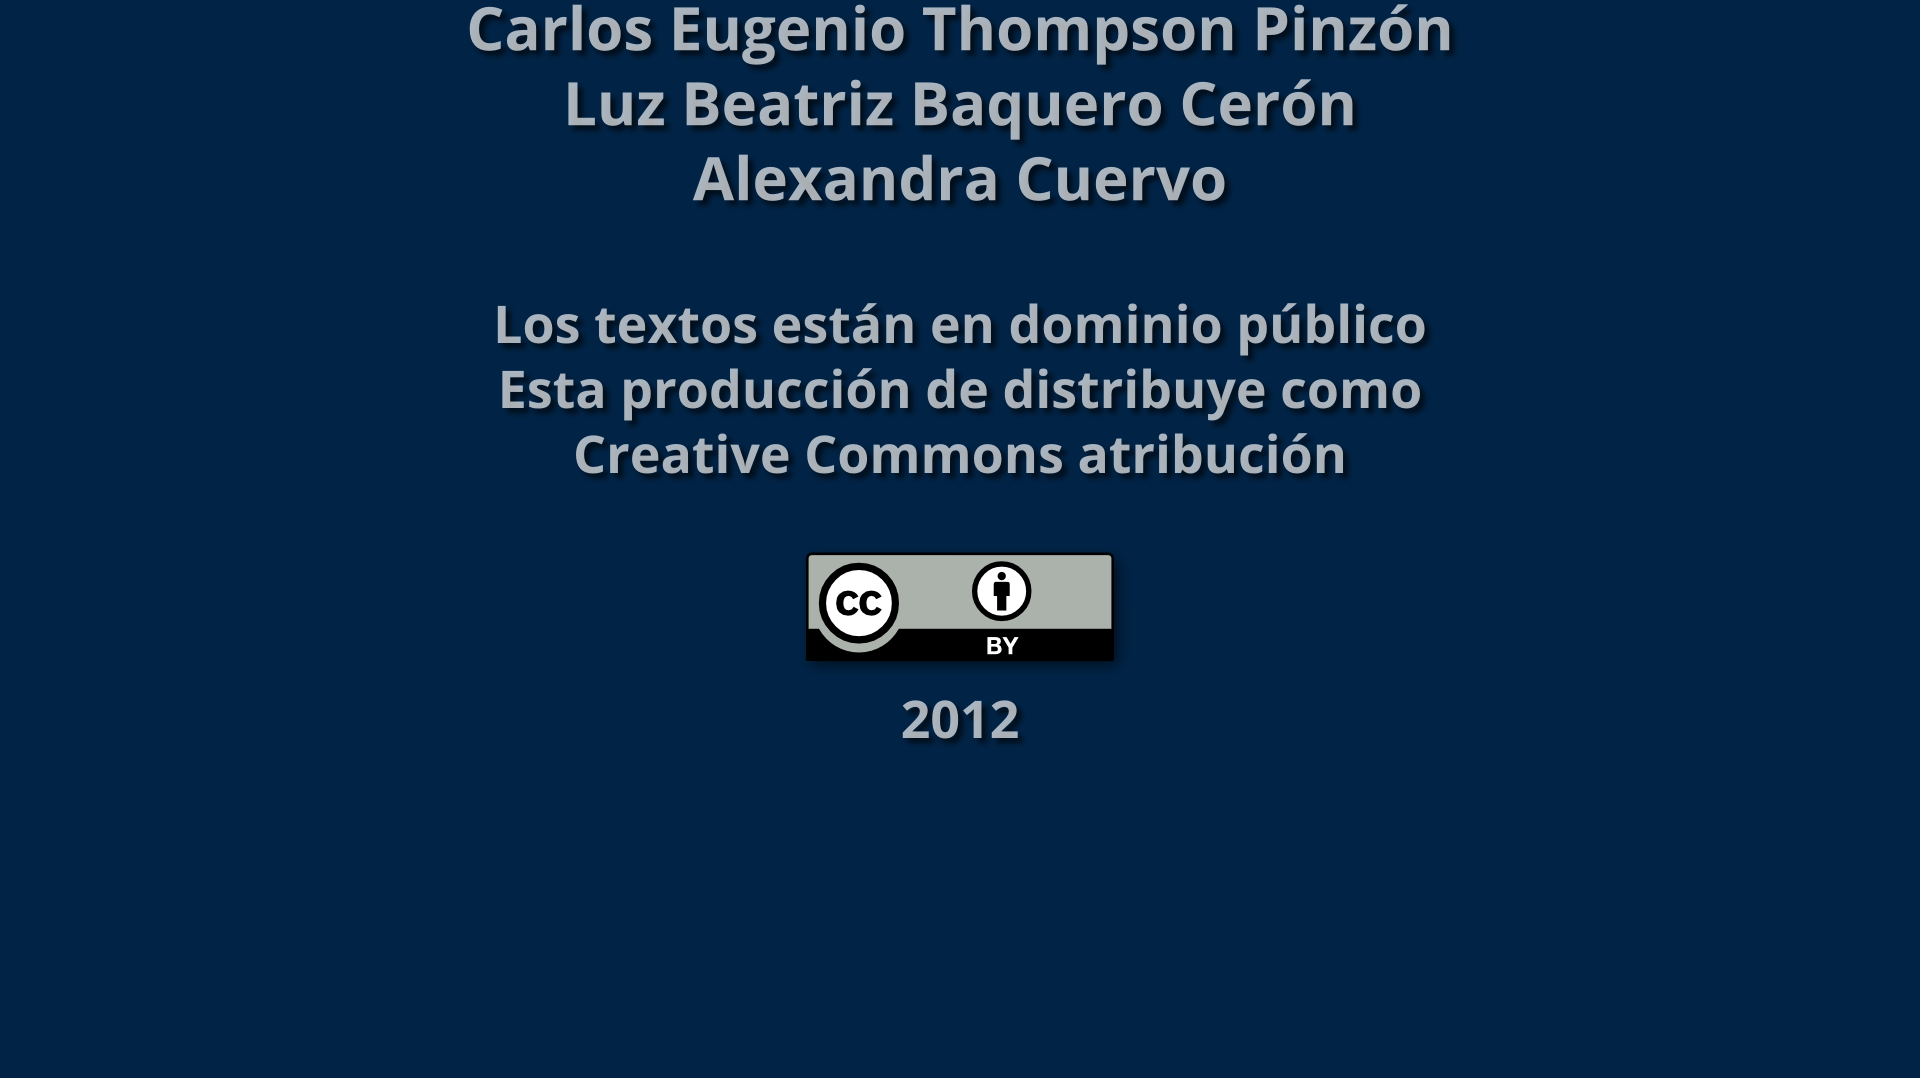 Carlos Eugenio Thompson Pinzón
Luz Beatriz Baquero Cerón
Alexandra Cuervo
Los textos están en dominio público
Esta producción de distribuye como
Creative Commons atribución
cc
BY
2012